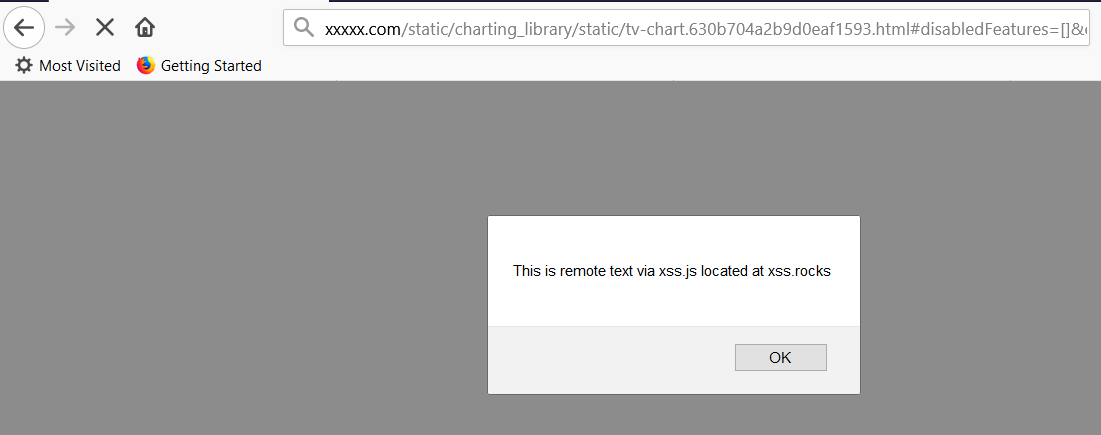 xxxxx.com/static/charting_library/static/tv-chart.630b704a2b9d0eaf1593.html#disabledFeatures=[]&
Most Visited Getting Started
This is remote text via xss.js located at xss.rocks
OK